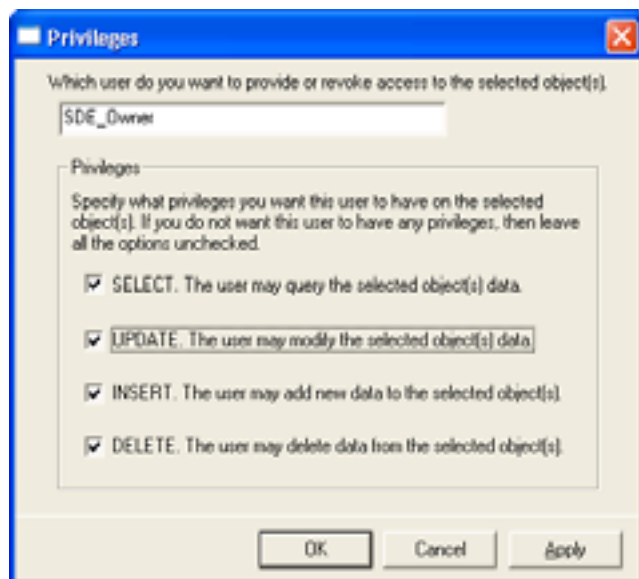 Privileges
Which user do you want to provide or revoke access to the selected object(s).
SDE_Owner
Privileges
Specify what privileges you want this user to have on the selected
object(s). If you do not want this user to have any privileges, then leave
all the options unchecked.
SELECT. The user may query the selected object(s) data.
UPDATE. The user may modify the selected object(s) data.
INSERT. The user may add new data to the selected object(s).
DELETE. The user may delete data from the selected object(s).
OK Cancel Apply